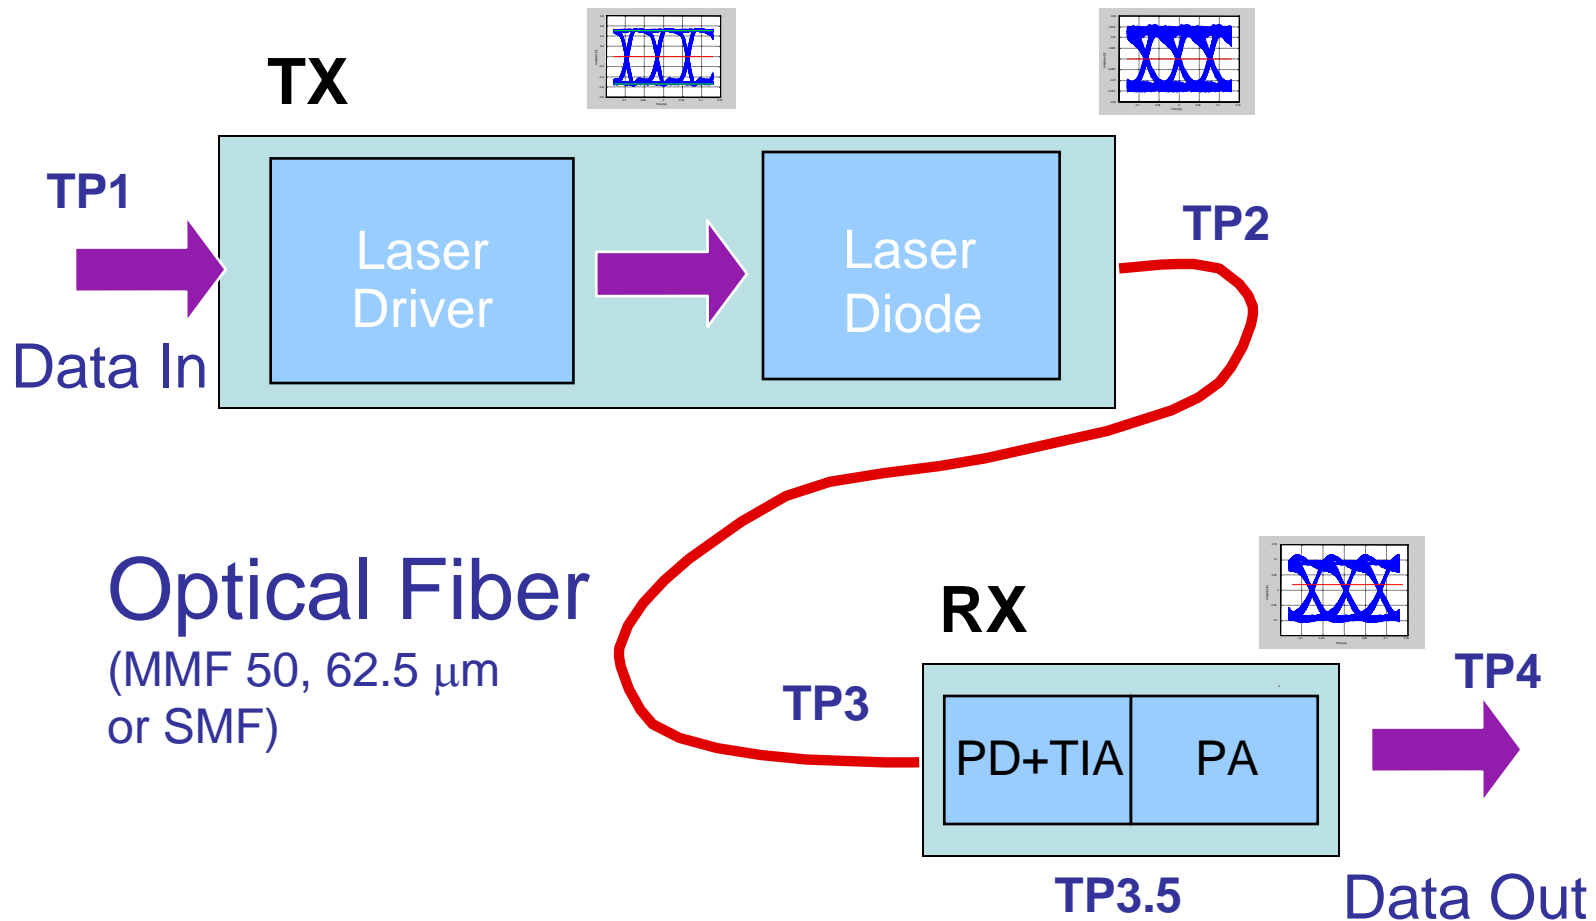 TX
TP1
Laser
Driver
Laser
Diode
TP2
Data In
Optical Fiber
(MMF 50, 62.5 μm
or SMF)
RX
TP3
TP4
PD+TIA
PA
TP3.5
Data Out